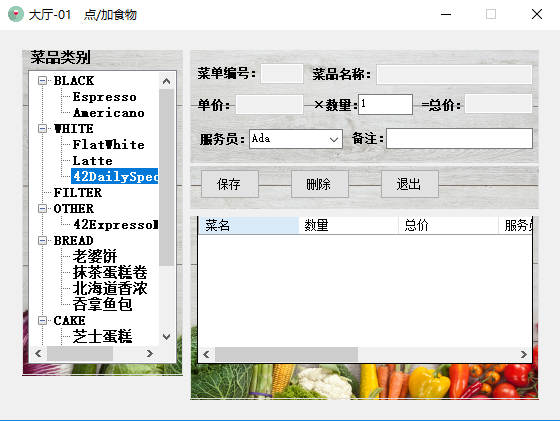 大厅-01 点/加食物
菜品类别
BLACK
Espresso
Americano
WHITE
FlatWhite
Latte
42DailySpec
FILTER
OTHER
BREAD
老婆饼
抹茶蛋糕卷
北海道香浓
吞拿鱼包
CAKE
芝士蛋糕
菜单编号: 菜品名称:
单价: ×数量: 1 =总价:
服务员: Ada 备注:
保存 删除 退出
菜名 数量 总价 服务员